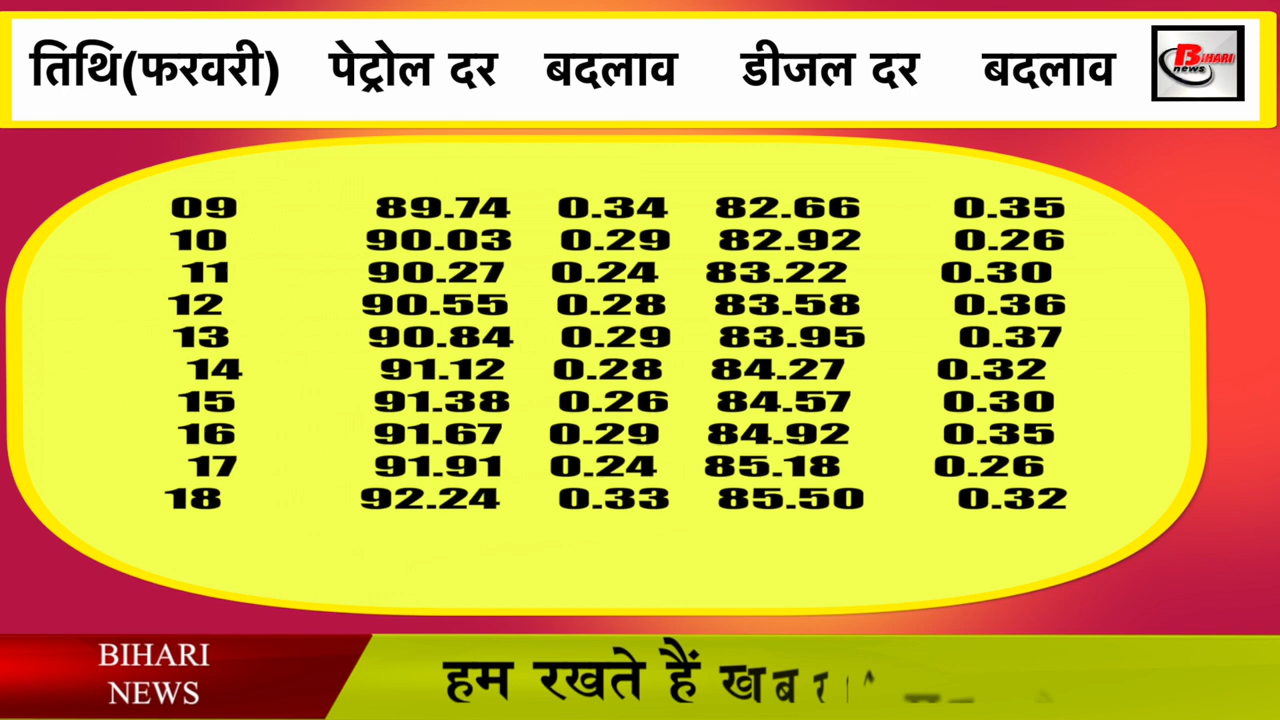 तिथि(फरवरी) पेट्रोल दर बदलाव डीजल दर बदलाव
BIHARI
news
09 89.74 0.34 82.66 0.35
10 90.03 0.29 82.92 0.26
11 90.27 0.24 83.22 0.30
12 90.55 0.28 83.58 0.36
13 90.84 0.29 83.95 0.37
14 91.12 0.28 84.27 0.32
15 91.38 0.26 84.57 0.30
16 91.67 0.29 84.92 0.35
17 91.91 0.24 85.18 0.26
18 92.24 0.33 85.50 0.32
BIHARI
NEWS
हम रखते हैं खबर